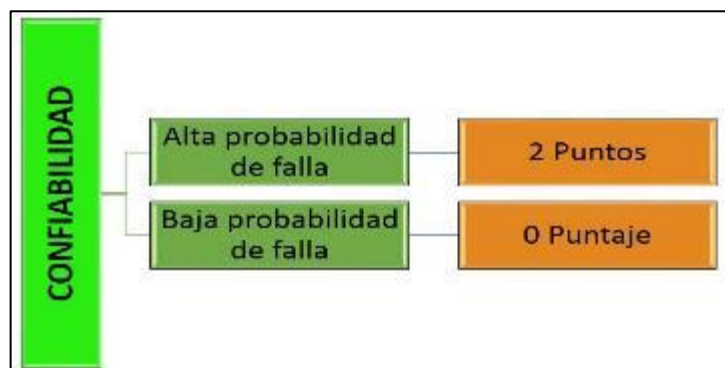 CONFIABILIDAD
Alta probabilidad
de falla
2 Puntos
Baja probabilidad
de falla
0 Puntaje